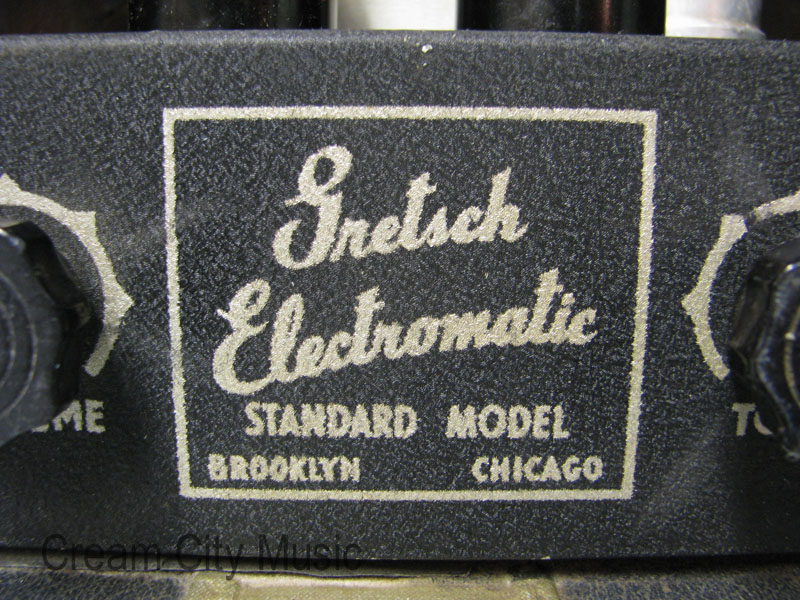 Gretsch
Electromatic
STANDARD MODEL
BROOKLYN CHICAGO
Cream City Music